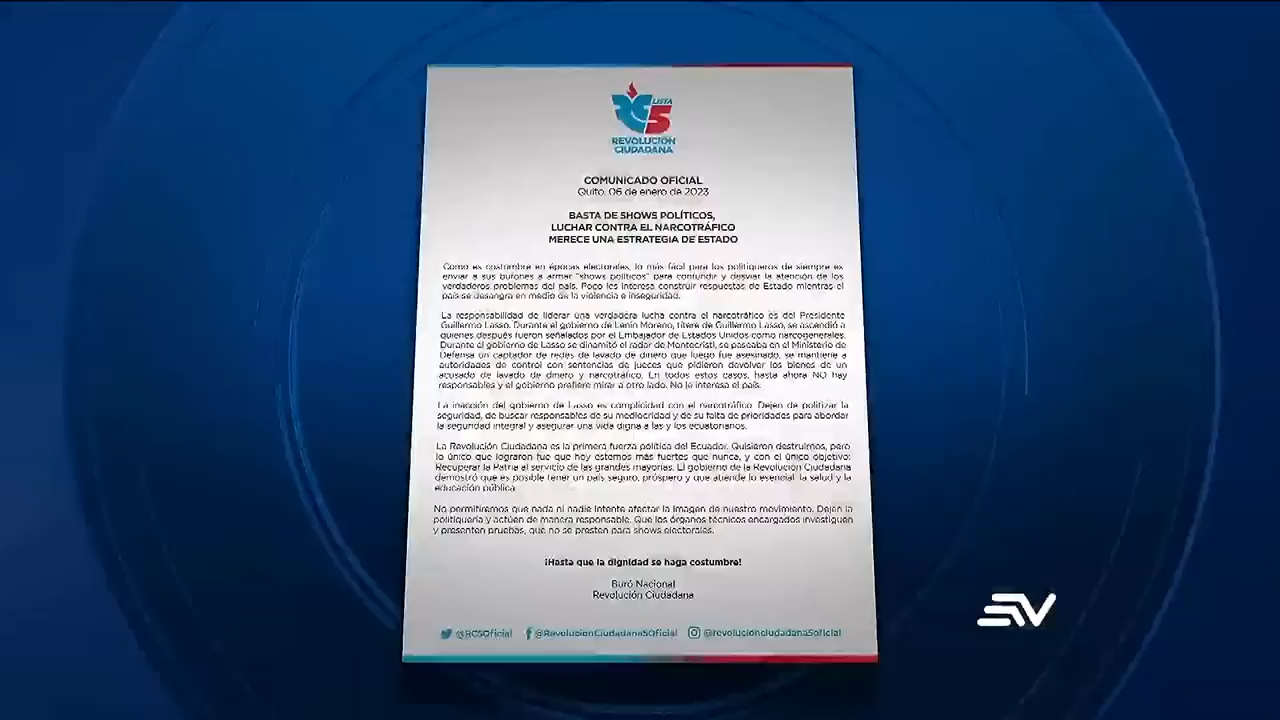 LISTA
RC5
REVOLUCIÓN
CIUDADANA
COMUNICADO OFICIAL
Quito, 06 de enero de 2023
BASTA DE SHOWS POLÍTICOS,
LUCHAR CONTRA EL NARCOTRÁFICO
MERECE UNA ESTRATEGIA DE ESTADO
Como es costumbre en épocas electorales, lo más fácil para los politiqueros de siempre es
enviar a sus bufones a armar "shows políticos" para confundir y desviar la atención de los
verdaderos problemas del país. Poco les interesa construir respuestas de Estado mientras el
país se desangra en medio de la violencia e inseguridad.
La responsabilidad de liderar una verdadera lucha contra el narcotráfico es del Presidente
Guillermo Lasso. Durante el gobierno de Lenín Moreno, títere de Guillermo Lasso, se ascendió a
quienes después fueron señalados por el Embajador de Estados Unidos como narcogenerales.
Durante el gobierno de Lasso se dinamitó el radar de Montecristi, se paseaba en el Ministerio de
Defensa un captador de redes de lavado de dinero que luego fue asesinado, se mantiene a
autoridades de control con sentencias de jueces que pidieron devolver los bienes de un
acusado de lavado de dinero y narcotráfico. En todos estos casos, hasta ahora NO hay
responsables y el gobierno prefiere mirar a otro lado. No le interesa el país.
La inacción del gobierno de Lasso es complicidad con el narcotráfico. Dejen de politizar la
seguridad, de buscar responsables de su mediocridad y de su falta de prioridades para abordar
la seguridad integral y asegurar una vida digna a las y los ecuatorianos.
La Revolución Ciudadana es la primera fuerza política del Ecuador. Quisieron destruirnos, pero
lo único que lograron fue que hoy estemos más fuertes que nunca, y con el único objetivo:
Recuperar la Patria al servicio de las grandes mayorías. El gobierno de la Revolución Ciudadana
demostró que es posible tener un país seguro, próspero y que atiende lo esencial: la salud y la
educación pública.
No permitiremos que nada ni nadie intente afectar la imagen de nuestro movimiento. Dejen la
politiquería y actúen de manera responsable. Que los órganos técnicos encargados investiguen
y presenten pruebas, que no se presten para shows electorales.
¡Hasta que la dignidad se haga costumbre!
Buró Nacional
Revolución Ciudadana
@RC5Oficial @RevolucionCiudadana5Oficial @revolucionciudadana5oficial